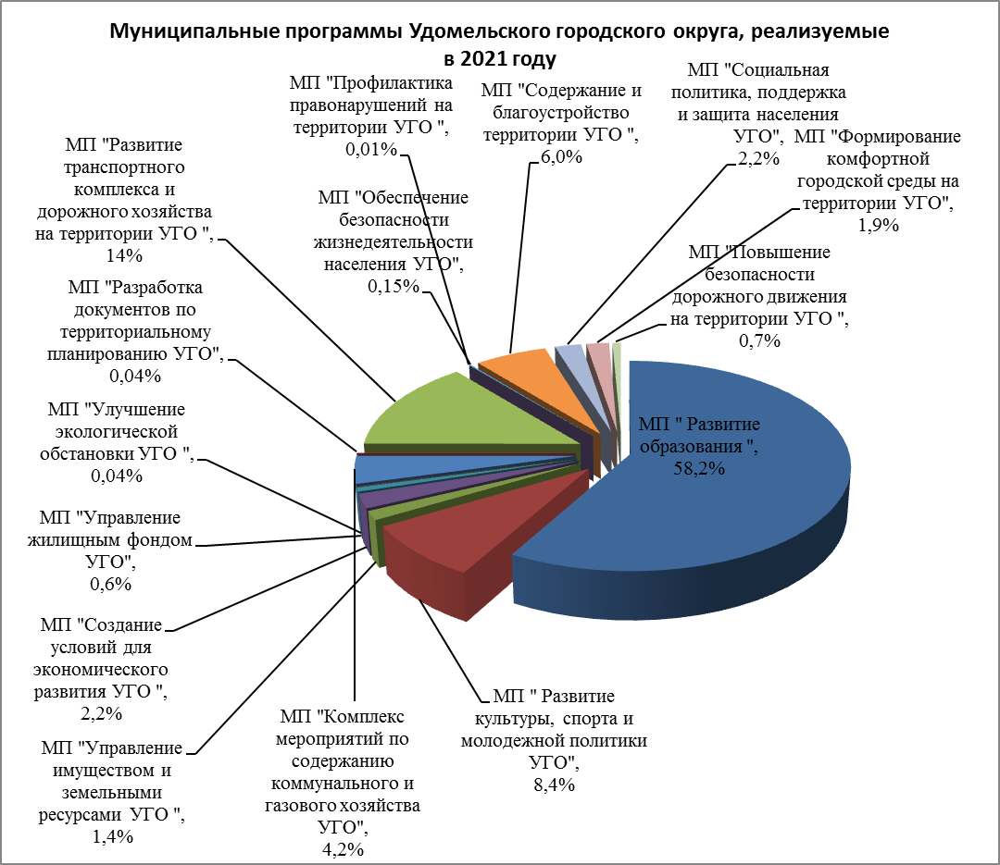 Муниципальные программы Удомельского городского округа, реализуемые
в 2021 году
МП "Профилактика
правонарушений на
территории УГО ",
0,01%
МП "Содержание и
благоустройство
территории УГО ",
6,0%
МП "Социальная
политика, поддержка
и защита населения
УГО",
2,2%
МП "Формирование
комфортной
городской среды на
территории УГО",
1,9%
МП "Развитие
транспортного
комплекса и
дорожного хозяйства
на территории УГО ",
14%
МП "Обеспечение
безопасности
жизнедеятельности
населения УГО",
0,15%
МП "Повышение
безопасности
дорожного движения
на территории УГО ",
0,7%
МП "Разработка
документов по
территориальному
планированию УГО",
0,04%
МП "Улучшение
экологической
обстановки УГО ",
0,04%
МП " Развитие
образования ",
58,2%
МП "Управление
жилищным фондом
УГО",
0,6%
МП "Создание
условий для
экономического
развития УГО ",
2,2%
МП "Управление
имуществом и
земельными
ресурсами УГО ",
1,4%
МП "Комплекс
мероприятий по
содержанию
коммунального и
газового хозяйства
УГО",
4,2%
МП " Развитие
культуры, спорта и
молодежной политики
УГО",
8,4%